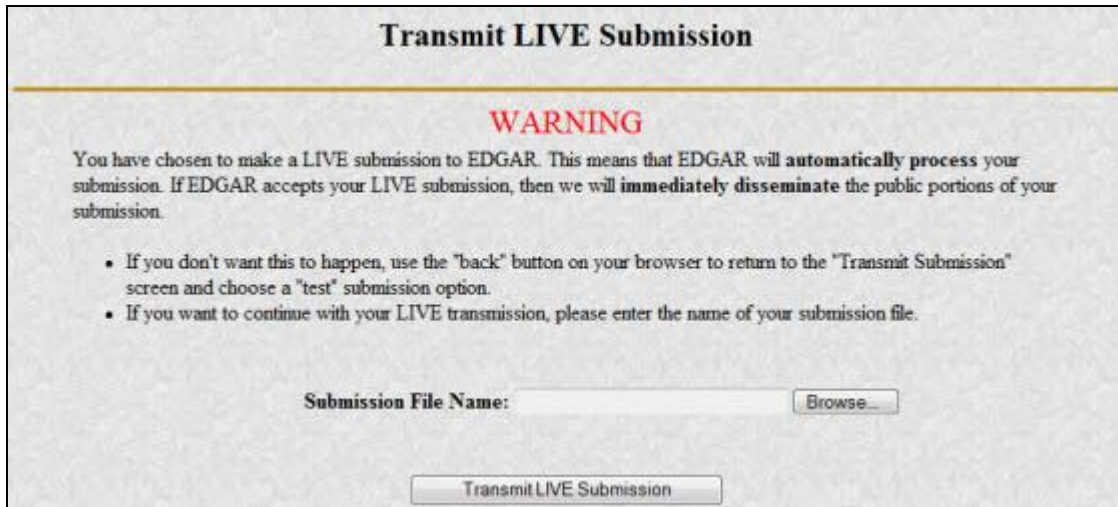 Transmit LIVE Submission
WARNING
You have chosen to make a LIVE submission to EDGAR. This means that EDGAR will automatically process your
submission. If EDGAR accepts your LIVE submission, then we will immediately disseminate the public portions of your
submission.
• If you don't want this to happen, use the "back" button on your browser to return to the "Transmit Submission"
screen and choose a "test" submission option.
• If you want to continue with your LIVE transmission, please enter the name of your submission file.
Submission File Name: Browse...
Transmit LIVE Submission